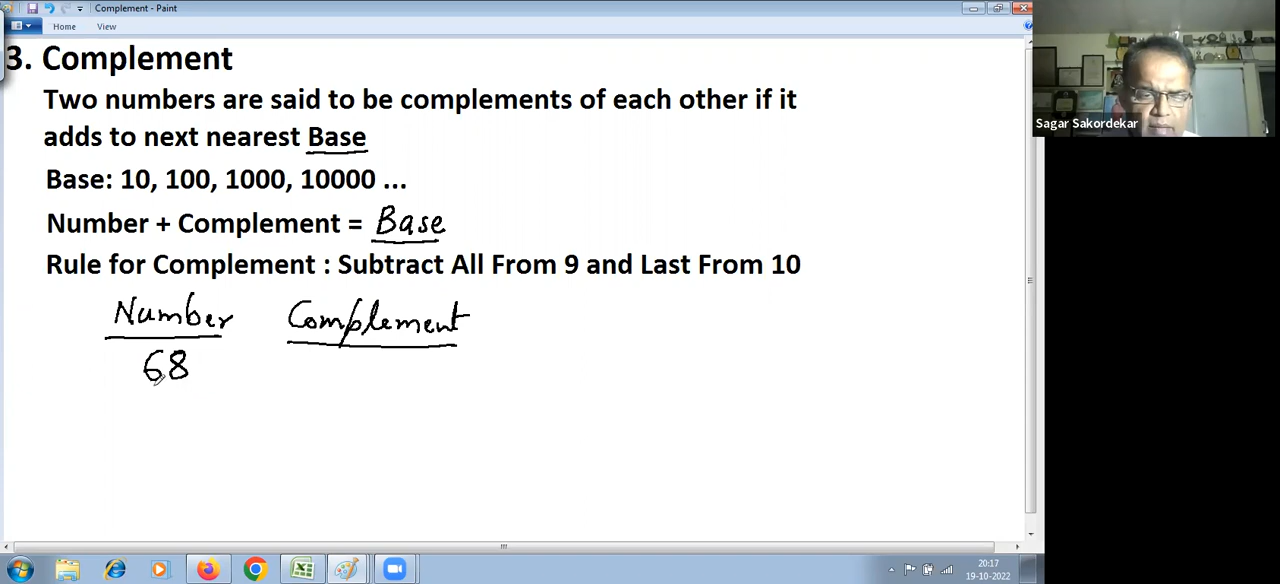 Complement - Paint
Home View
3. Complement
Two numbers are said to be complements of each other if it
adds to next nearest Base
Base: 10, 100, 1000, 10000 ...
Number + Complement = Base
Rule for Complement : Subtract All From 9 and Last From 10
Number Complement
68
Sagar Sakordekar
20:17
19-10-2022